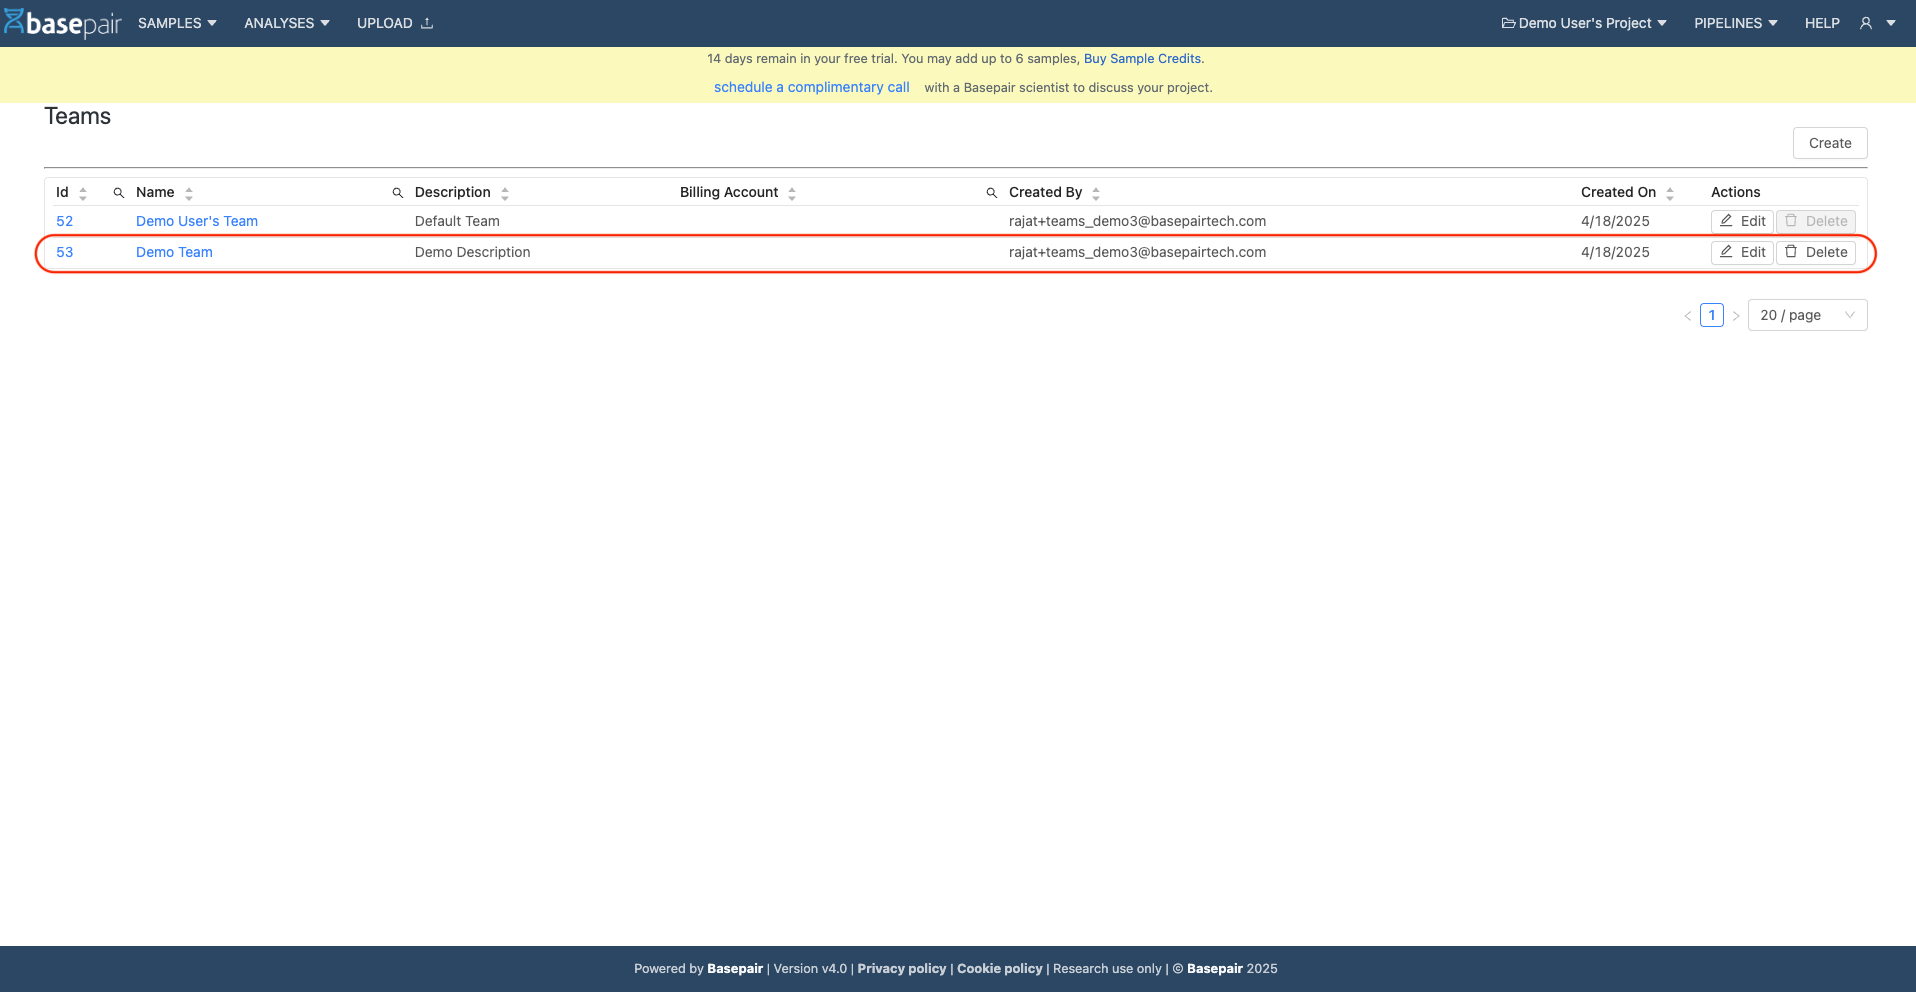 basepair SAMPLES ANALYSES UPLOAD Demo User's Project PIPELINES HELP
14 days remain in your free trial. You may add up to 6 samples, Buy Sample Credits.
schedule a complimentary call with a Basepair scientist to discuss your project.
Teams
Create
Id Name Description Billing Account Created By Created On Actions
52 Demo User's Team Default Team rajat+teams_demo3@basepairtech.com 4/18/2025 Edit Delete
53 Demo Team Demo Description rajat+teams_demo3@basepairtech.com 4/18/2025 Edit Delete
< 1 > 20 / page
Powered by Basepair | Version v4.0 | Privacy policy | Cookie policy | Research use only | © Basepair 2025